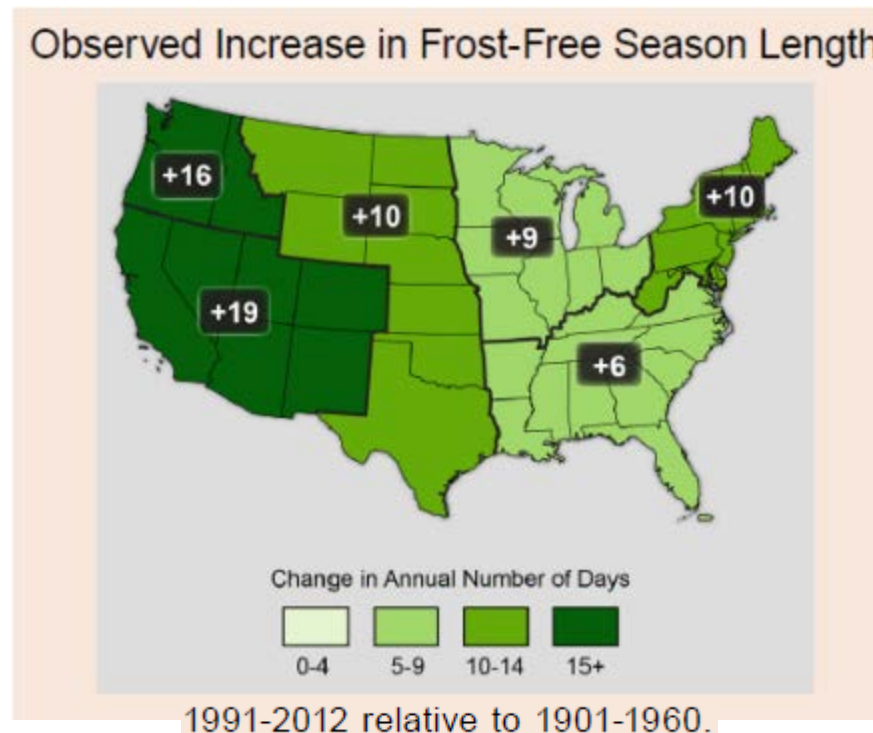 Observed Increase in Frost-Free Season Length
+16
+10
+10
+9
+19
+6
Change in Annual Number of Days
0-4 5-9 10-14 15+
1991-2012 relative to 1901-1960.